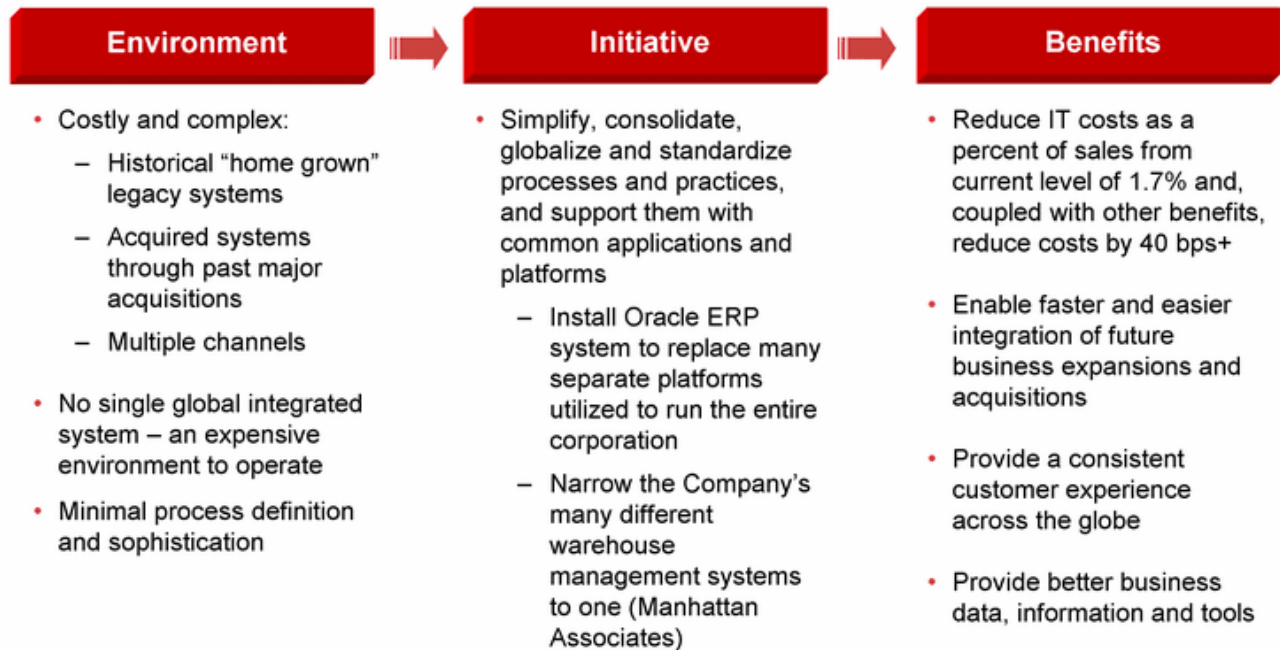 Environment
Initiative
Benefits
• Costly and complex:
– Historical “home grown”
legacy systems
– Acquired systems
through past major
acquisitions
– Multiple channels
• No single global integrated
system – an expensive
environment to operate
• Minimal process definition
and sophistication
• Simplify, consolidate,
globalize and standardize
processes and practices,
and support them with
common applications and
platforms
– Install Oracle ERP
system to replace many
separate platforms
utilized to run the entire
corporation
– Narrow the Company’s
many different
warehouse
management systems
to one (Manhattan
Associates)
• Reduce IT costs as a
percent of sales from
current level of 1.7% and,
coupled with other benefits,
reduce costs by 40 bps+
• Enable faster and easier
integration of future
business expansions and
acquisitions
• Provide a consistent
customer experience
across the globe
• Provide better business
data, information and tools